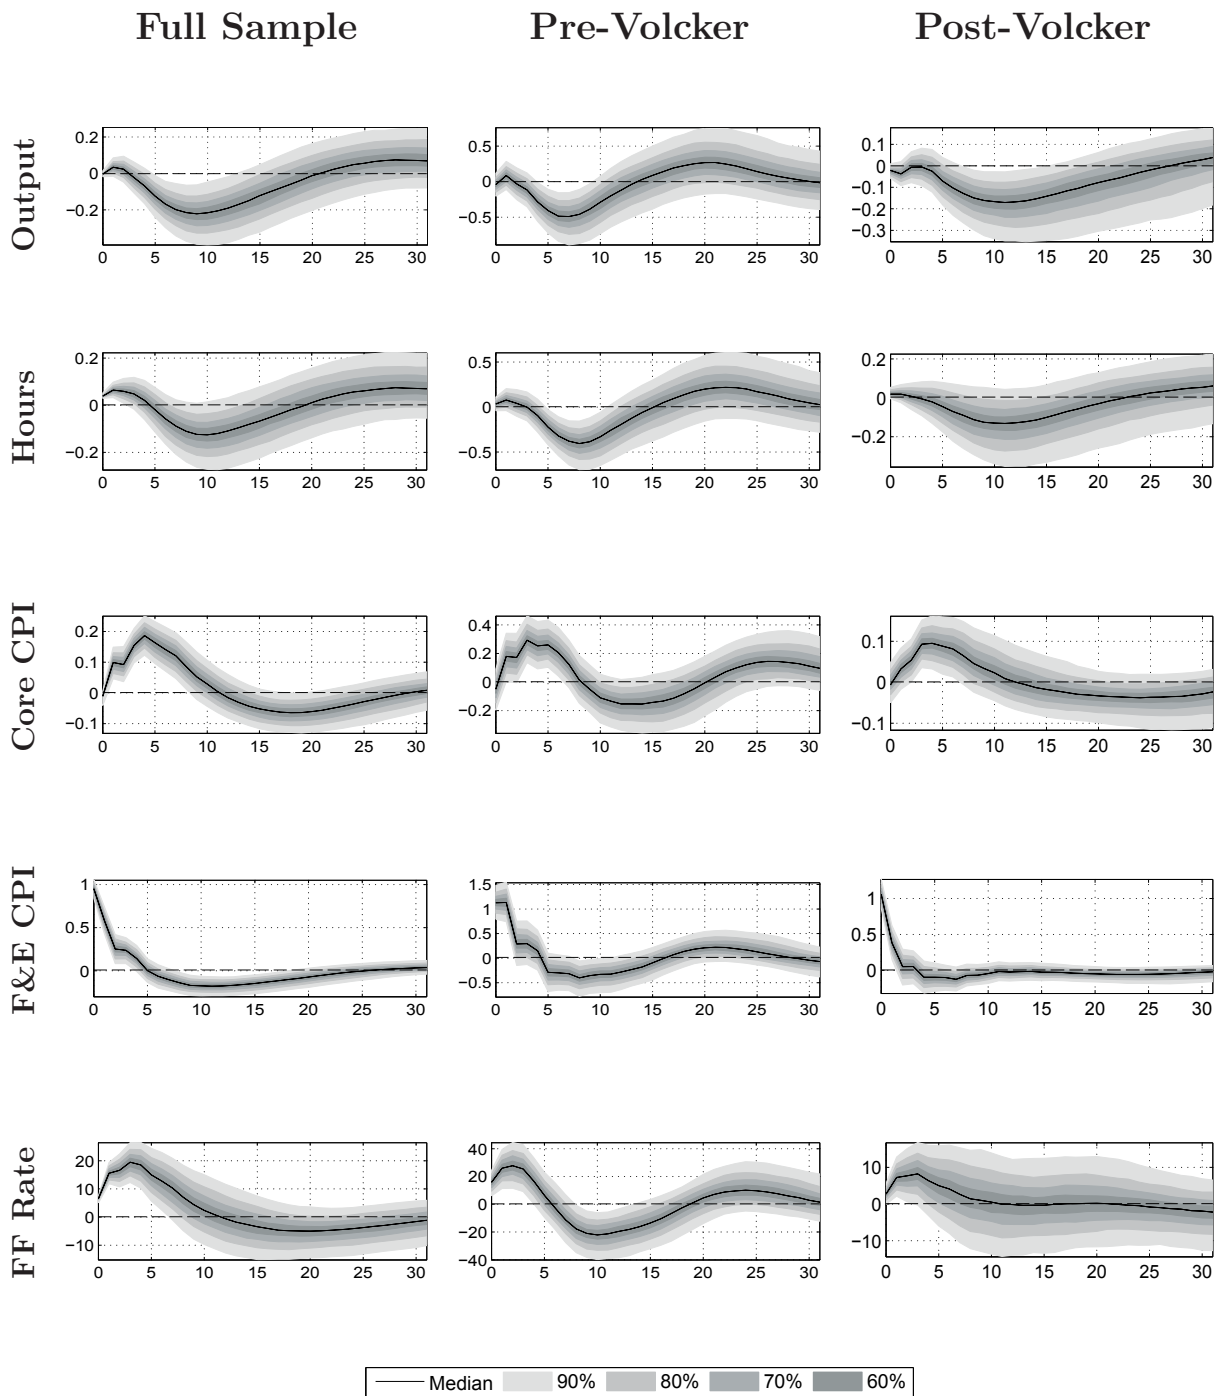 Full Sample Pre-Volcker Post-Volcker
Output
0.2 0 −0.2
0 5 10 15 20 25 30
0.5 0 −0.5
0 5 10 15 20 25 30
0.1 0 −0.1 −0.2 −0.3
0 5 10 15 20 25 30
Hours
0.2 0 −0.2
0 5 10 15 20 25 30
0.5 0 −0.5
0 5 10 15 20 25 30
0.2 0 −0.2
0 5 10 15 20 25 30
Core CPI
0.2 0.1 0 −0.1
0 5 10 15 20 25 30
0.4 0.2 0 −0.2
0 5 10 15 20 25 30
0.1 0 −0.1
0 5 10 15 20 25 30
F&E CPI
1 0.5 0
0 5 10 15 20 25 30
1.5 1 0.5 0 −0.5
0 5 10 15 20 25 30
1 0.5 0
0 5 10 15 20 25 30
FF Rate
20 10 0 −10
0 5 10 15 20 25 30
40 20 0 −20 −40
0 5 10 15 20 25 30
10 0 −10
0 5 10 15 20 25 30
Median 90% 80% 70% 60%